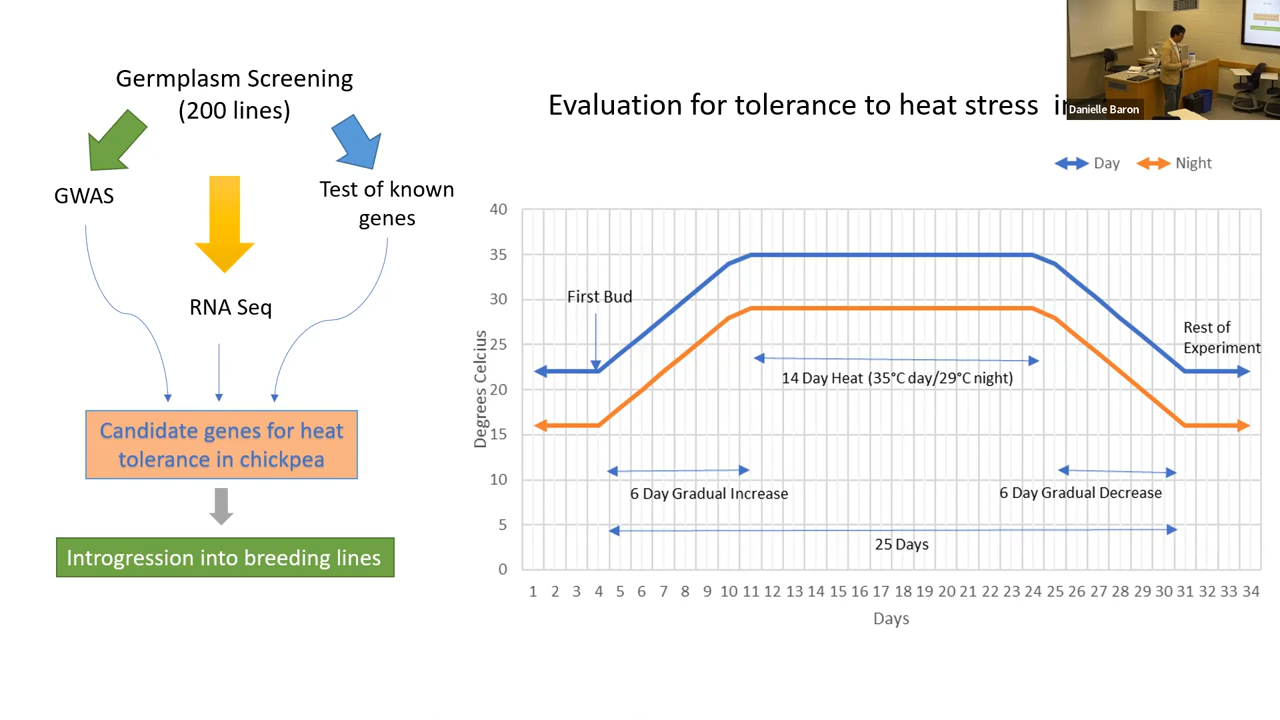 Germplasm Screening
(200 lines)
GWAS
Test of known
genes
RNA Seq
Candidate genes for heat
tolerance in chickpea
Introgression into breeding lines
Evaluation for tolerance to heat stress
Danielle Baron
Day
Night
40
35
30
25
20
15
10
5
0
Degrees Celcius
First Bud
14 Day Heat (35°C day/29°C night)
Rest of
Experiment
6 Day Gradual Increase
6 Day Gradual Decrease
25 Days
1 2 3 4 5 6 7 8 9 10 11 12 13 14 15 16 17 18 19 20 21 22 23 24 25 26 27 28 29 30 31 32 33 34
Days